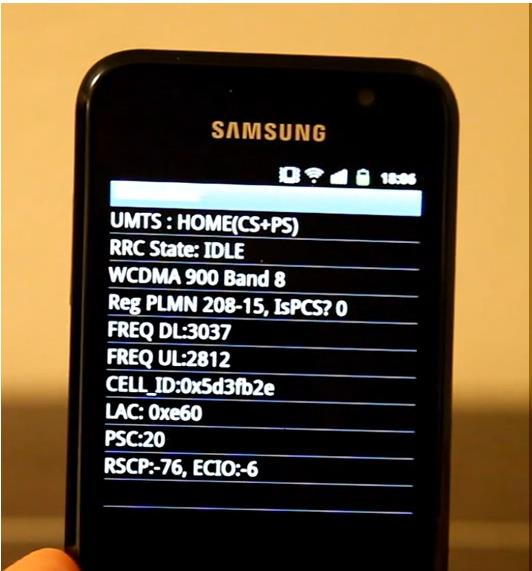 SAMSUNG
18:06
UMTS : HOME(CS+PS)
RRC State: IDLE
WCDMA 900 Band 8
Reg PLMN 208-15, IsPCS? 0
FREQ DL:3037
FREQ UL:2812
CELL_ID:0x5d3fb2e
LAC: 0xe60
PSC:20
RSCP:-76, ECIO:-6